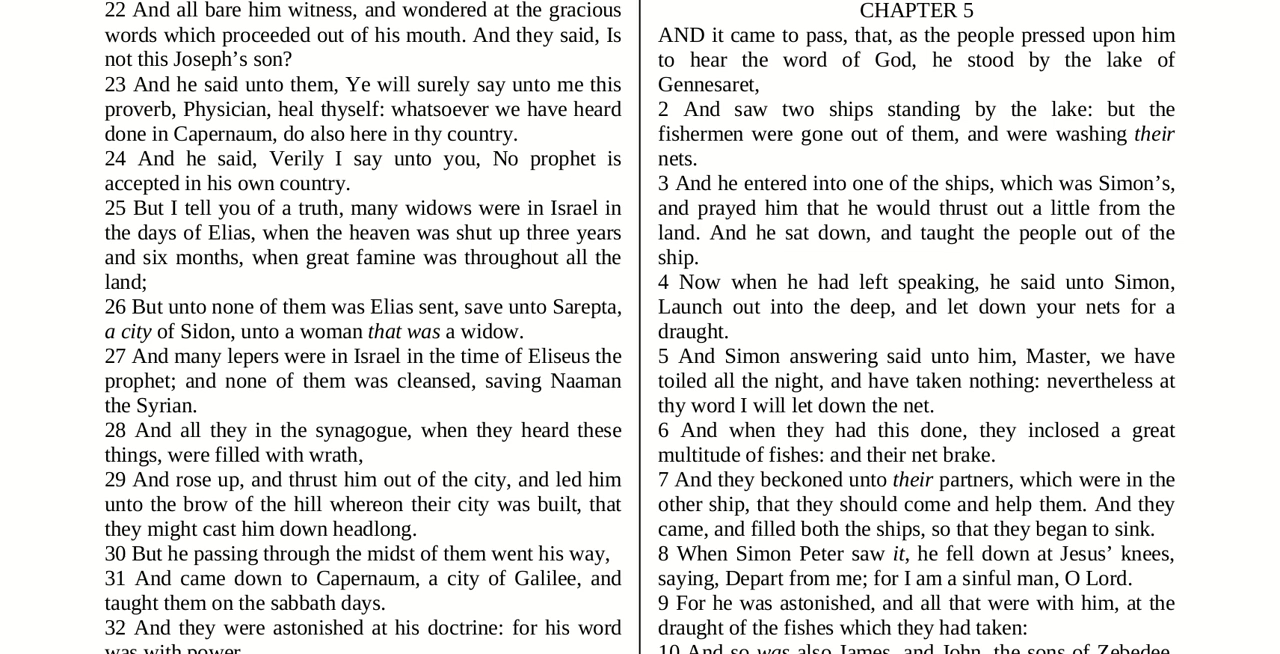 22 And all bare him witness, and wondered at the gracious
words which proceeded out of his mouth. And they said, Is
not this Joseph’s son?
23 And he said unto them, Ye will surely say unto me this
proverb, Physician, heal thyself: whatsoever we have heard
done in Capernaum, do also here in thy country.
24 And he said, Verily I say unto you, No prophet is
accepted in his own country.
25 But I tell you of a truth, many widows were in Israel in
the days of Elias, when the heaven was shut up three years
and six months, when great famine was throughout all the
land;
26 But unto none of them was Elias sent, save unto Sarepta,
a city of Sidon, unto a woman that was a widow.
27 And many lepers were in Israel in the time of Eliseus the
prophet; and none of them was cleansed, saving Naaman
the Syrian.
28 And all they in the synagogue, when they heard these
things, were filled with wrath,
29 And rose up, and thrust him out of the city, and led him
unto the brow of the hill whereon their city was built, that
they might cast him down headlong.
30 But he passing through the midst of them went his way,
31 And came down to Capernaum, a city of Galilee, and
taught them on the sabbath days.
32 And they were astonished at his doctrine: for his word
was with power.
CHAPTER 5
AND it came to pass, that, as the people pressed upon him
to hear the word of God, he stood by the lake of
Gennesaret,
2 And saw two ships standing by the lake: but the
fishermen were gone out of them, and were washing their
nets.
3 And he entered into one of the ships, which was Simon’s,
and prayed him that he would thrust out a little from the
land. And he sat down, and taught the people out of the
ship.
4 Now when he had left speaking, he said unto Simon,
Launch out into the deep, and let down your nets for a
draught.
5 And Simon answering said unto him, Master, we have
toiled all the night, and have taken nothing: nevertheless at
thy word I will let down the net.
6 And when they had this done, they inclosed a great
multitude of fishes: and their net brake.
7 And they beckoned unto their partners, which were in the
other ship, that they should come and help them. And they
came, and filled both the ships, so that they began to sink.
8 When Simon Peter saw it, he fell down at Jesus’ knees,
saying, Depart from me; for I am a sinful man, O Lord.
9 For he was astonished, and all that were with him, at the
draught of the fishes which they had taken:
10 And so was also James, and John, the sons of Zebedee,